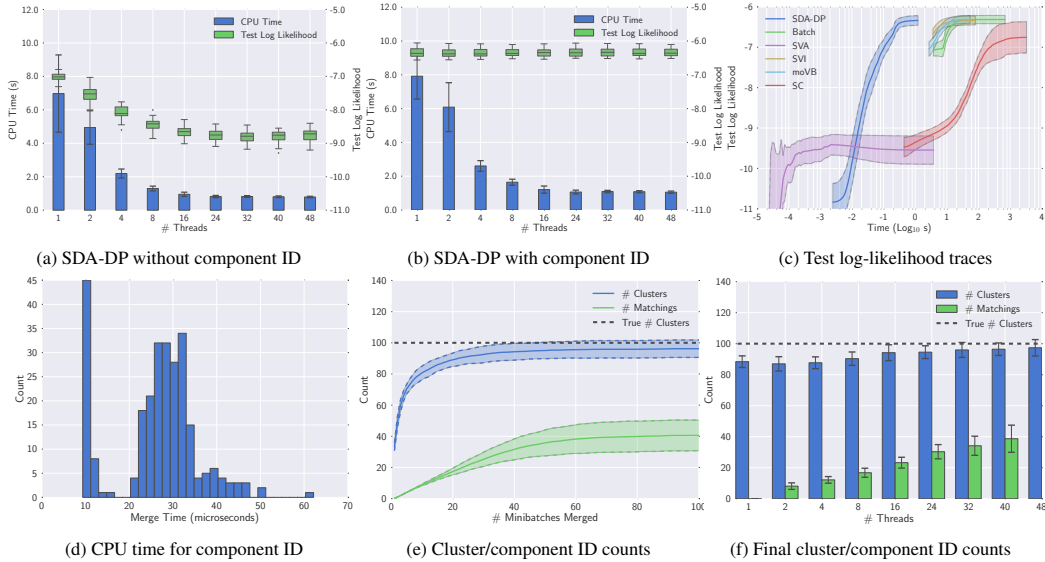 12.0
10.0
8.0
6.0
4.0
2.0
0.0
CPU Time (s)
CPU Time
Test Log Likelihood
-5.0
-6.0
-7.0
-8.0
-9.0
-10.0
-11.0
Test Log Likelihood
1 2 4 8 16 24 32 40 48
# Threads
(a) SDA-DP without component ID
12.0
10.0
8.0
6.0
4.0
2.0
0.0
CPU Time (s)
CPU Time
Test Log Likelihood
-5.0
-6.0
-7.0
-8.0
-9.0
-10.0
-11.0
Test Log Likelihood
1 2 4 8 16 24 32 40 48
# Threads
(b) SDA-DP with component ID
-6
-7
-8
-9
-10
-11
Test Log Likelihood
SDA-DP
Batch
SVA
SVI
moVB
SC
-5 -4 -3 -2 -1 0 1 2 3 4
Time (Log10 s)
(c) Test log-likelihood traces
45
40
35
30
25
20
15
10
5
0
Count
0 10 20 30 40 50 60 70
Merge Time (microseconds)
(d) CPU time for component ID
140
120
100
80
60
40
20
0
Count
# Clusters
# Matchings
True # Clusters
0 20 40 60 80 100
# Minibatches Merged
(e) Cluster/component ID counts
140
120
100
80
60
40
20
0
Count
# Clusters
# Matchings
True # Clusters
1 2 4 8 16 24 32 40 48
# Threads
(f) Final cluster/component ID counts